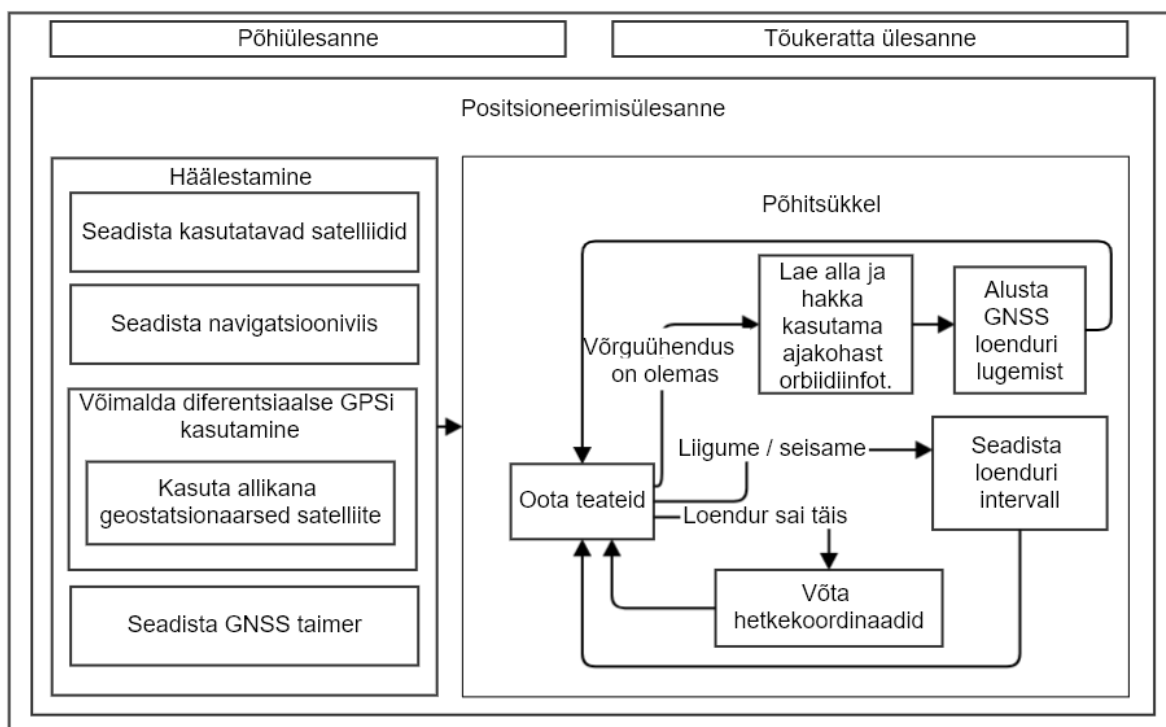 Põhiülesanne
Tõukeratta ülesanne
Positsioneerimisülesanne
Häälestamine
Seadista kasutatavad satelliidid
Seadista navigatsiooniviis
Võimalda diferentsiaalse GPSi
kasutamine
Kasuta allikana
geostatsionaarsed satelliite
Seadista GNSS taimer
Põhitsükkel
Lae alla ja
hakka
kasutama
ajakohast
orbiidiinfot.
Alusta
GNSS
loenduri
lugemist
Võrguühendus
on olemas
Liigume / seisame
Seadista
loenduri
intervall
Oota teateid
Loendur sai täis
Võta
hetkekoordinaadid